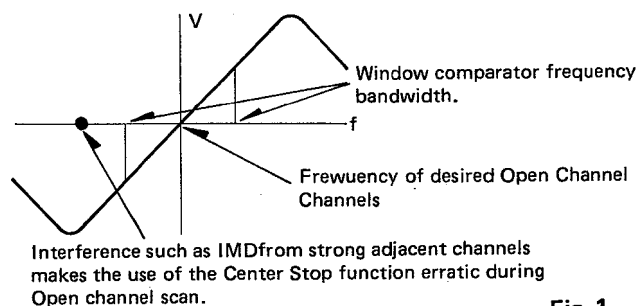 V
Window comparator frequency
bandwidth.
f
Frewuency of desired Open Channel
Channels
Interference such as IMDfrom strong adjacent channels
makes the use of the Center Stop function erratic during
Open channel scan.
Fig. 1